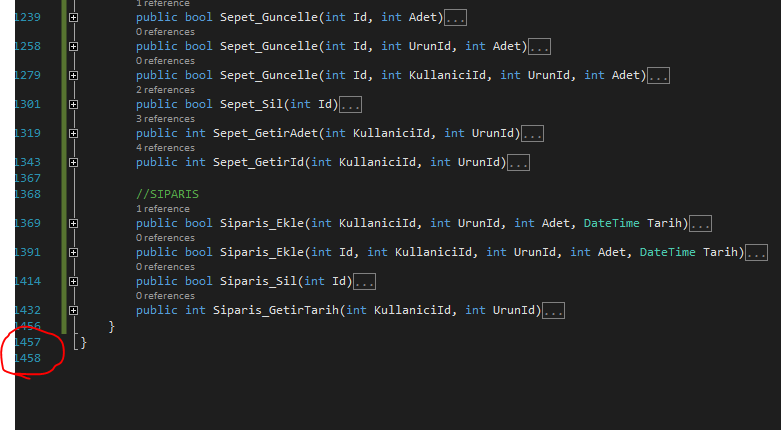 1 reference
1239 public bool Sepet_Guncelle(int Id, int Adet)...
0 references
1258 public bool Sepet_Guncelle(int Id, int UrunId, int Adet)...
0 references
1279 public bool Sepet_Guncelle(int Id, int KullaniciId, int UrunId, int Adet)...
2 references
1301 public bool Sepet_Sil(int Id)...
3 references
1319 public int Sepet_GetirAdet(int KullaniciId, int UrunId)...
4 references
1343 public int Sepet_GetirId(int KullaniciId, int UrunId)...
1367
1368 //SIPARIS
1 reference
1369 public bool Siparis_Ekle(int KullaniciId, int UrunId, int Adet, DateTime Tarih)...
0 references
1391 public bool Siparis_Ekle(int Id, int KullaniciId, int UrunId, int Adet, DateTime Tarih)...
0 references
1414 public bool Siparis_Sil(int Id)...
0 references
1432 public int Siparis_GetirTarih(int KullaniciId, int UrunId)...
1456 }
1457 }
1458